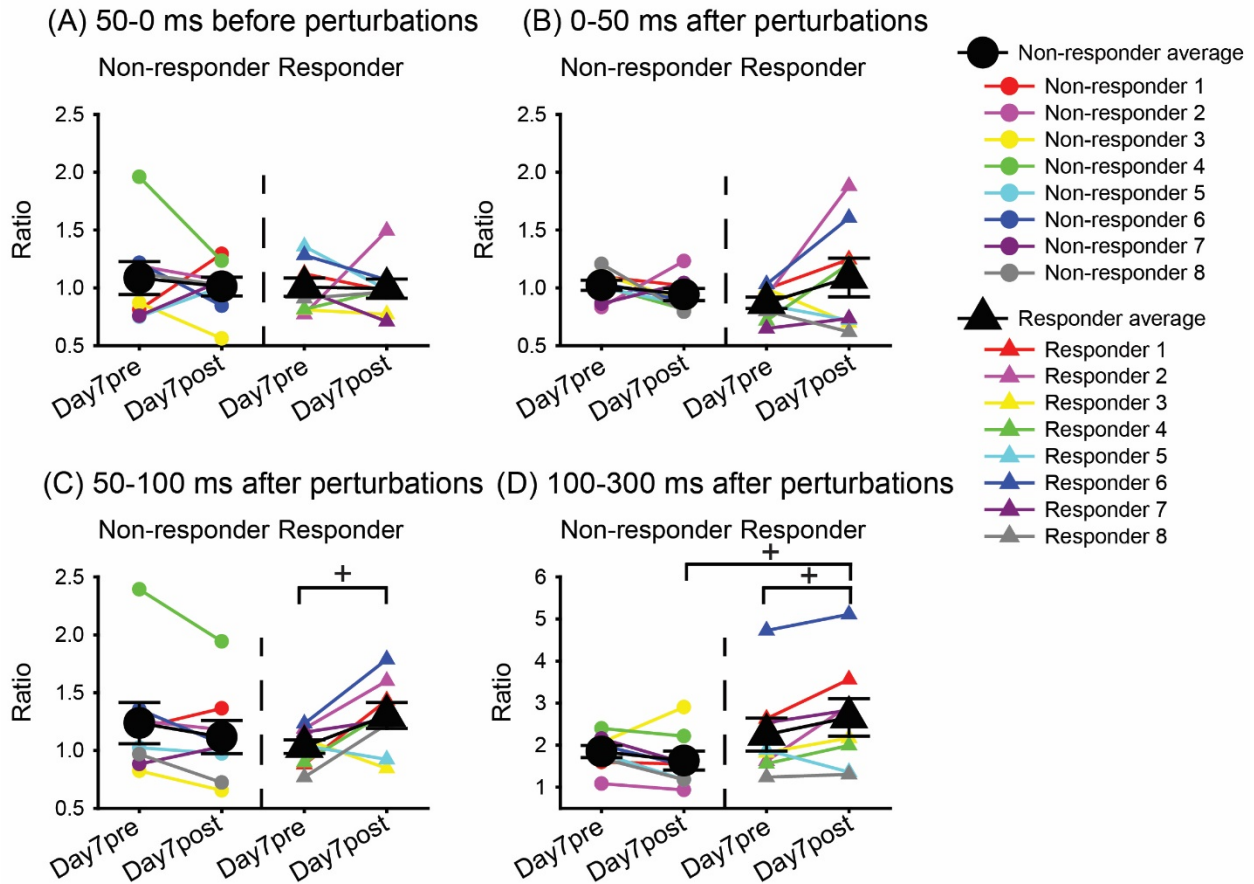 (A) 50-0 ms before perturbations
Non-responder Responder
2.5
2.0
1.5
1.0
0.5
Ratio
Day7pre
Day7post
Day7pre
Day7post
(B) 0-50 ms after perturbations
Non-responder Responder
2.5
2.0
1.5
1.0
0.5
Ratio
Day7pre
Day7post
Day7pre
Day7post
Non-responder average
Non-responder 1
Non-responder 2
Non-responder 3
Non-responder 4
Non-responder 5
Non-responder 6
Non-responder 7
Non-responder 8
Responder average
Responder 1
Responder 2
Responder 3
Responder 4
Responder 5
Responder 6
Responder 7
Responder 8
(C) 50-100 ms after perturbations
Non-responder Responder
+
2.5
2.0
1.5
1.0
0.5
Ratio
Day7pre
Day7post
Day7pre
Day7post
(D) 100-300 ms after perturbations
Non-responder Responder
+
+
6
5
4
3
2
1
Ratio
Day7pre
Day7post
Day7pre
Day7post